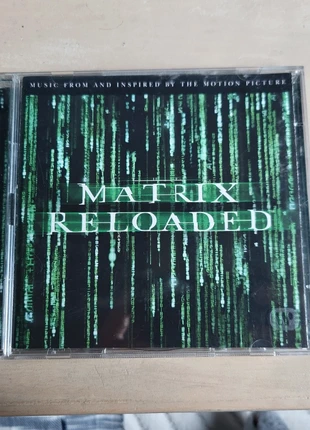 MUSIC FROM AND INSPIRED BY THE MOTION PICTURE
MATRIX
RELOADED